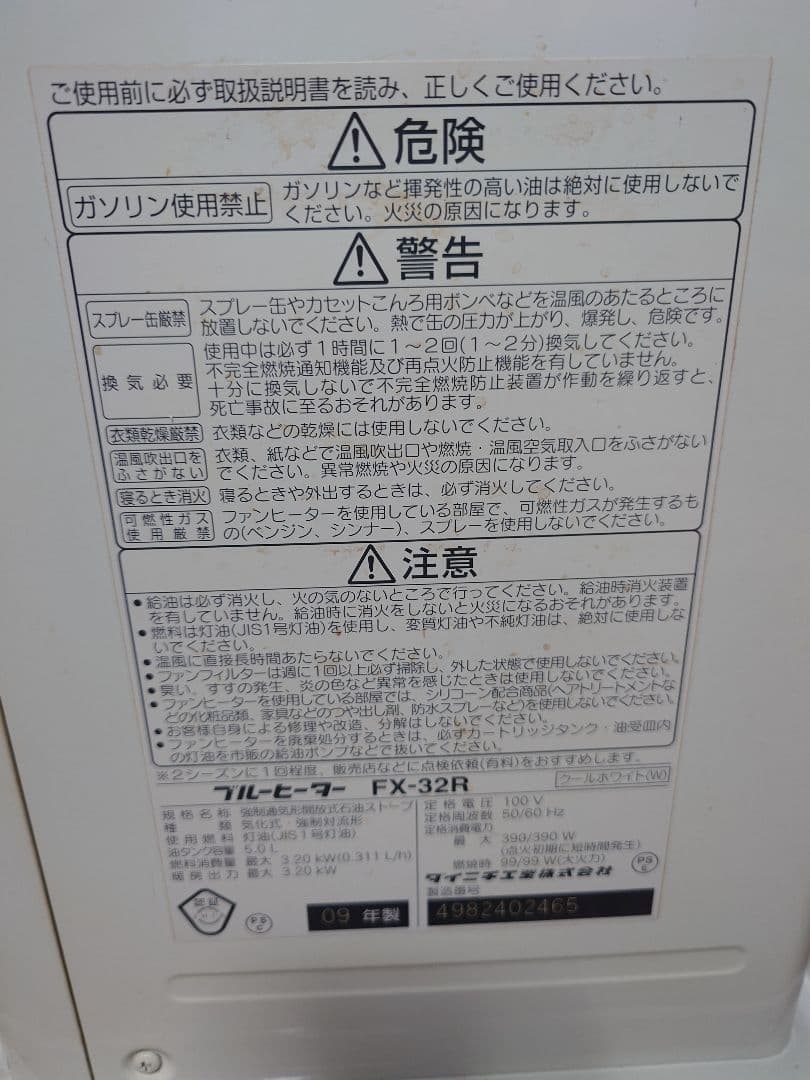 ご使用前に必ず取扱説明書を読み、正しくご使用ください。
危険
ガソリン使用禁止
ガソリンなど揮発性の高い油は絶対に使用しないで
ください。火災の原因になります。
警告
スプレー缶厳禁
スプレー缶やカセットこんろ用ボンベなどを温風のあたるところに
放置しないでください。熱で缶の圧力が上がり、爆発し、危険です。
換気必要
使用中は必ず1時間に1～2回(1～2分)換気してください。
不完全燃焼通知機能及び再点火防止機能を有していません。
十分に換気しないで不完全燃焼防止装置が作動を繰り返すと、
死亡事故に至るおそれがあります。
衣類乾燥厳禁
衣類などの乾燥には使用しないでください。
温風吹出口を
ふさがない
衣類、紙などで温風吹出口や燃焼・温風空気取入口をふさがない
でください。異常燃焼や火災の原因になります。
寝るとき消火
寝るときや外出するときは、必ず消火してください。
可燃性ガス
使用厳禁
ファンヒーターを使用している部屋で、可燃性ガスが発生するも
の(ベンジン、シンナー)、スプレーを使用しないでください。
注意
●給油は必ず消火し、火の気のないところで行ってください。給油時消火装置
を有していません。給油時に消火をしないと火災になるおそれがあります。
●燃料は灯油(JIS1号灯油)を使用し、変質灯油や不純灯油は、絶対に使用しな
いでください。
●温風に直接長時間あたらないでください。
●ファンフィルターは週に1回以上必ず掃除し、外した状態で使用しないでください。
●臭い、すすの発生、炎の色など異常を感じたときは使用しないでください。
●ファンヒーターを使用している部屋では、シリコーン配合商品(ヘアトリートメントな
どの化粧品類、家具などのつや出し剤、防水スプレーなど)を使用しないでください。
●お客様自身による修理や改造、分解はしないでください。
●ファンヒーターを廃棄処分するときは、必ずカートリッジタンク・油受皿内
の灯油を市販の給油ポンプなどで抜いてください。
※2シーズンに1回程度、販売店などに点検依頼(有料)をおすすめします。
ブルーヒーター FX-32R
クールホワイト(W)
規格名称 強制通気形開放式石油ストーブ
種類 気化式・強制対流形
使用燃料 灯油(JIS1号灯油)
油タンク容量 5.0L
燃料消費量 最大 3.20kW(0.311L/h)
暖房出力 最大 3.20kW
定格電圧 100V
定格周波数 50/60Hz
定格消費電力
最大 390/390W
(点火初期に短時間発生)
燃焼時 99/99W(大火力)
PS
E
ダイニチ工業株式会社
認証
PS
C
09年製
製造番号
4982402465